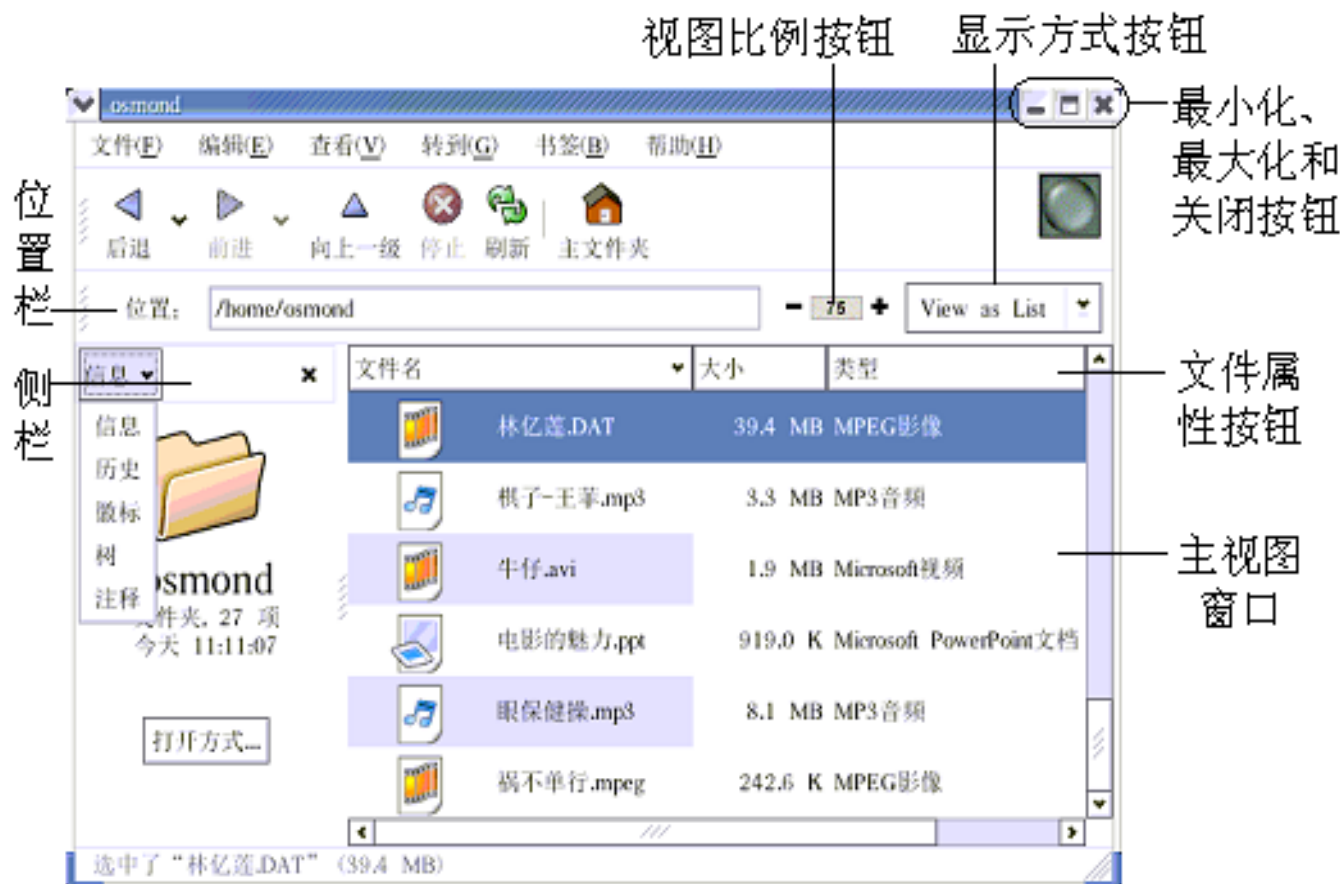 视图比例按钮
显示方式按钮
osmond
最小化、
最大化和
关闭按钮
文件(F) 编辑(E) 查看(V) 转到(G) 书签(B) 帮助(H)
位置栏
后退 前进 向上一级 停止 刷新 主文件夹
位置: /home/osmond 75 View as List
侧栏
信息
信息
历史
徽标
树
注释
osmond
文件夹, 27 项
今天 11:11:07
打开方式...
文件名 大小 类型
林亿莲.DAT 39.4 MB MPEG影像
棋子-王菲.mp3 3.3 MB MP3音频
牛仔.avi 1.9 MB Microsoft视频
电影的魅力.ppt 919.0 K Microsoft PowerPoint文档
眼保健操.mp3 8.1 MB MP3音频
祸不单行.mpeg 242.6 K MPEG影像
文件属
性按钮
主视图
窗口
选中了“林亿莲.DAT” (39.4 MB)